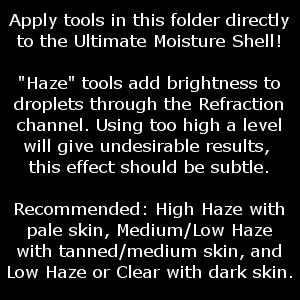 Apply tools in this folder directly
to the Ultimate Moisture Shell!
"Haze" tools add brightness to
droplets through the Refraction
channel. Using too high a level
will give undesirable results,
this effect should be subtle.
Recommended: High Haze with
pale skin, Medium/Low Haze
with tanned/medium skin, and
Low Haze or Clear with dark skin.